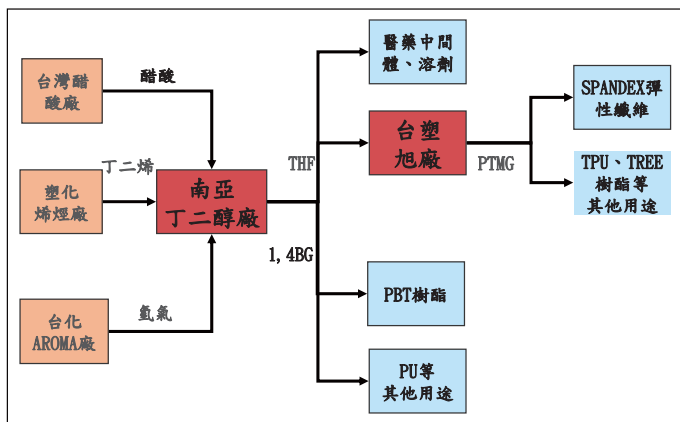 台灣醋
酸廠
醋酸
塑化
烯烴廠
丁二烯
台化
AROMA廠
氫氣
南亞
丁二醇廠
THF
1,4BG
醫藥中間
體、溶劑
台塑
旭廠
PTMG
SPANDEX彈
性纖維
TPU、TREE
樹酯等
其他用途
PBT樹酯
PU等
其他用途